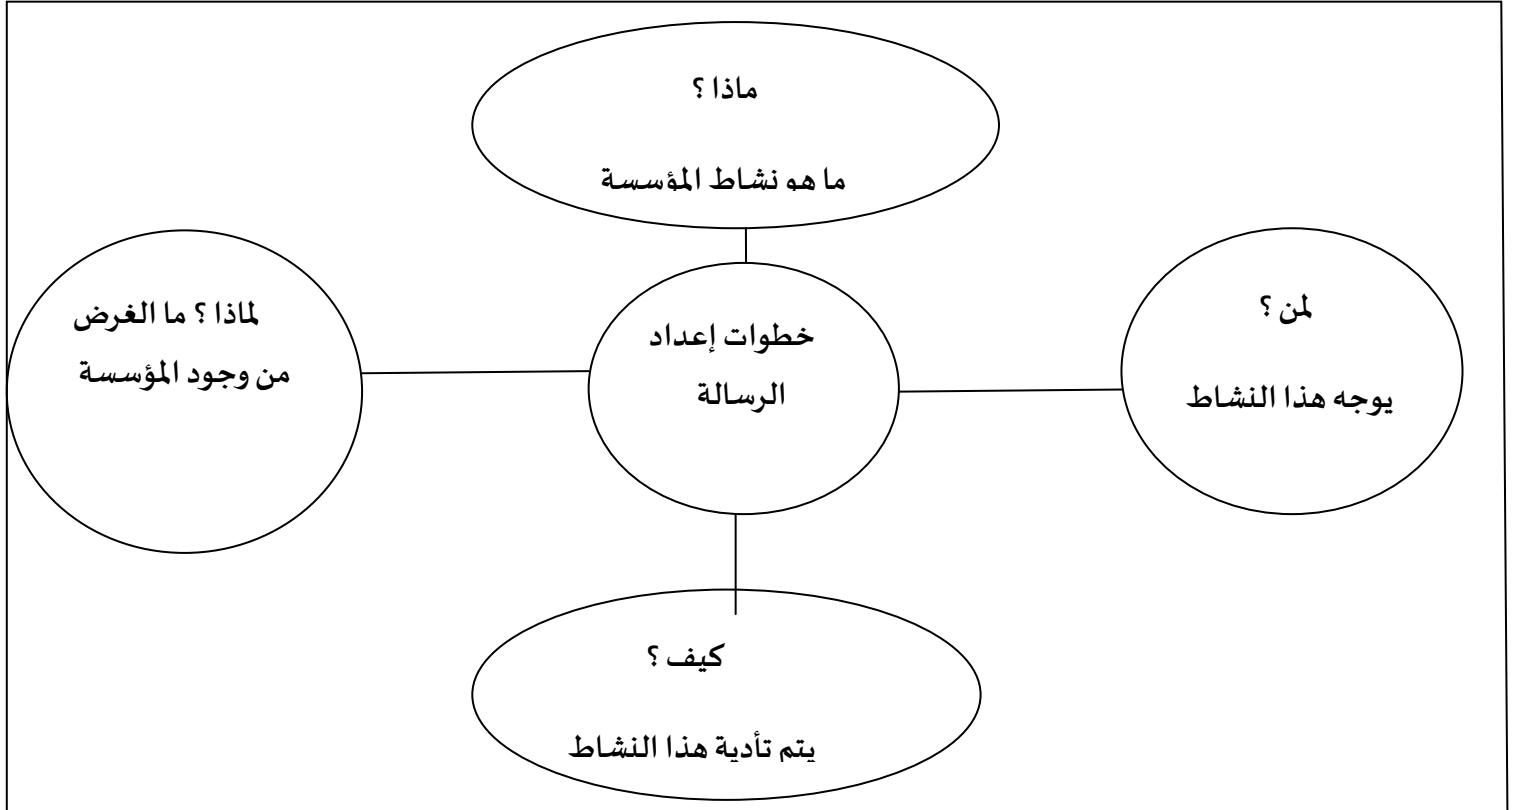 ماذا ؟
ما هو نشاط المؤسسة
لمن ؟
يوجه هذا النشاط
خطوات إعداد
الرسالة
لماذا ؟ ما الغرض
من وجود المؤسسة
كيف ؟
يتم تأدية هذا النشاط